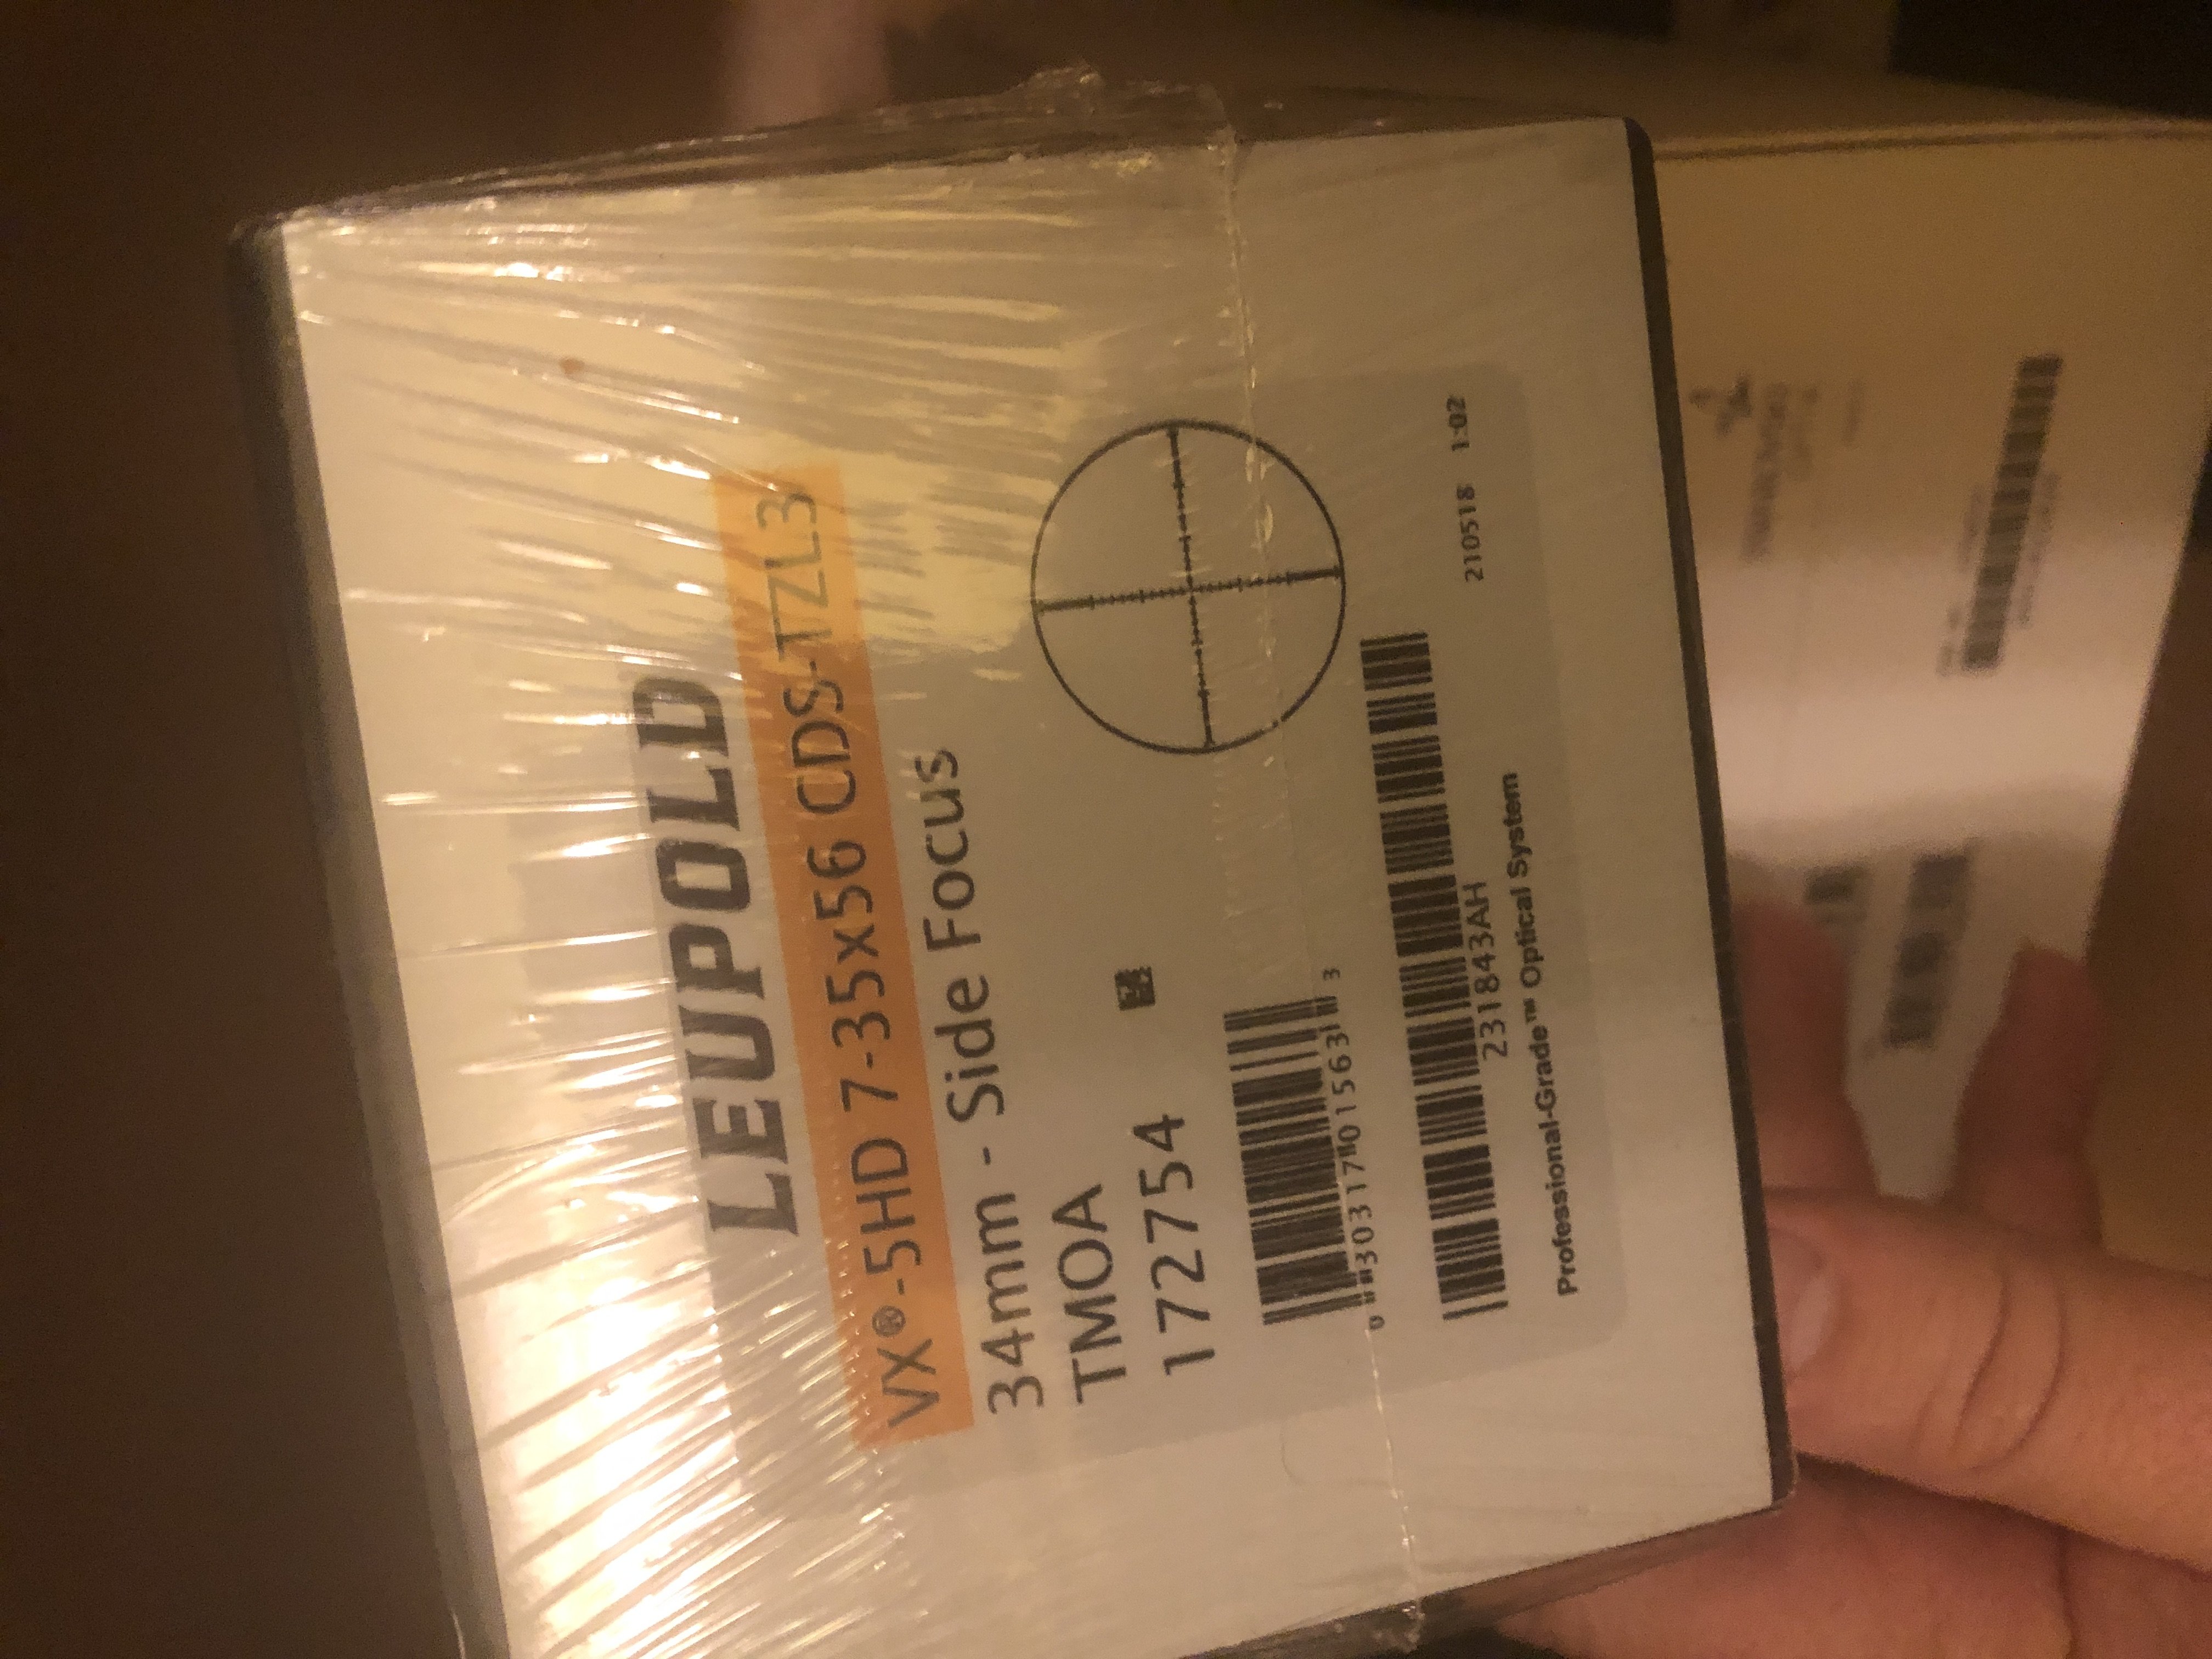 LEUPOLD
VX®-5HD 7-35x56 CDS-TZL3
34mm - Side Focus
TMOA
172754
0 30317 01563 3
231843AH
210518 1:02
Professional-Grade™ Optical System